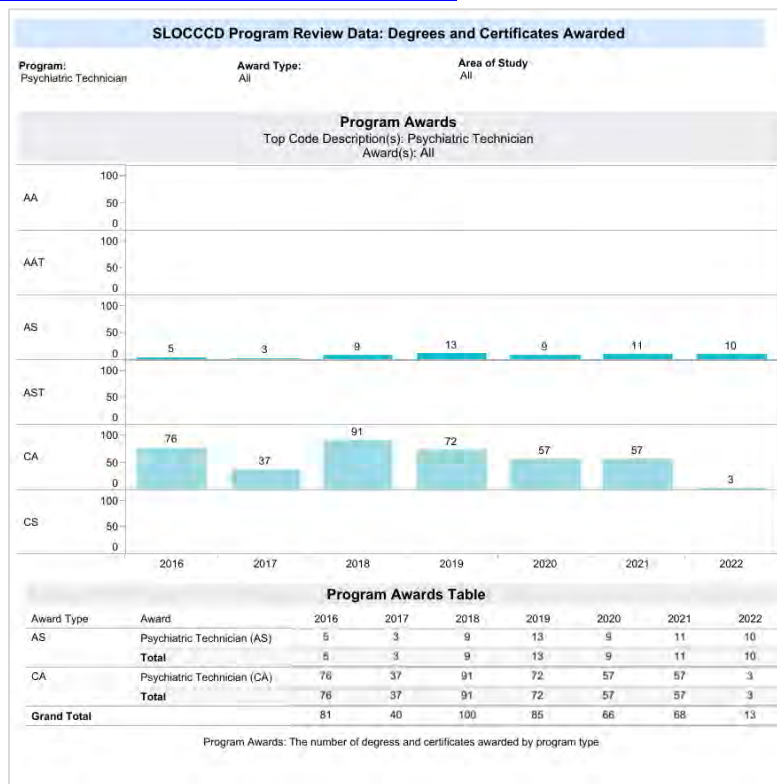 SLOCCCD Program Review Data: Degrees and Certificates Awarded
Program: Award Type: Area of Study
Psychiatric Technician All All
Program Awards
Top Code Description(s): Psychiatric Technician
Award(s): All
AA 100 50 0
AAT 100 50 0
AS 100 50 0 5 3 9 13 9 11 10
AST 100 50 0
CA 100 50 0 76 37 91 72 57 57 3
CS 100 50 0
2016 2017 2018 2019 2020 2021 2022
Program Awards Table
Award Type Award 2016 2017 2018 2019 2020 2021 2022
AS Psychiatric Technician (AS) 5 3 9 13 9 11 10
Total 5 3 9 13 9 11 10
CA Psychiatric Technician (CA) 76 37 91 72 57 57 3
Total 76 37 91 72 57 57 3
Grand Total 81 40 100 85 66 68 13
Program Awards: The number of degress and certificates awarded by program type